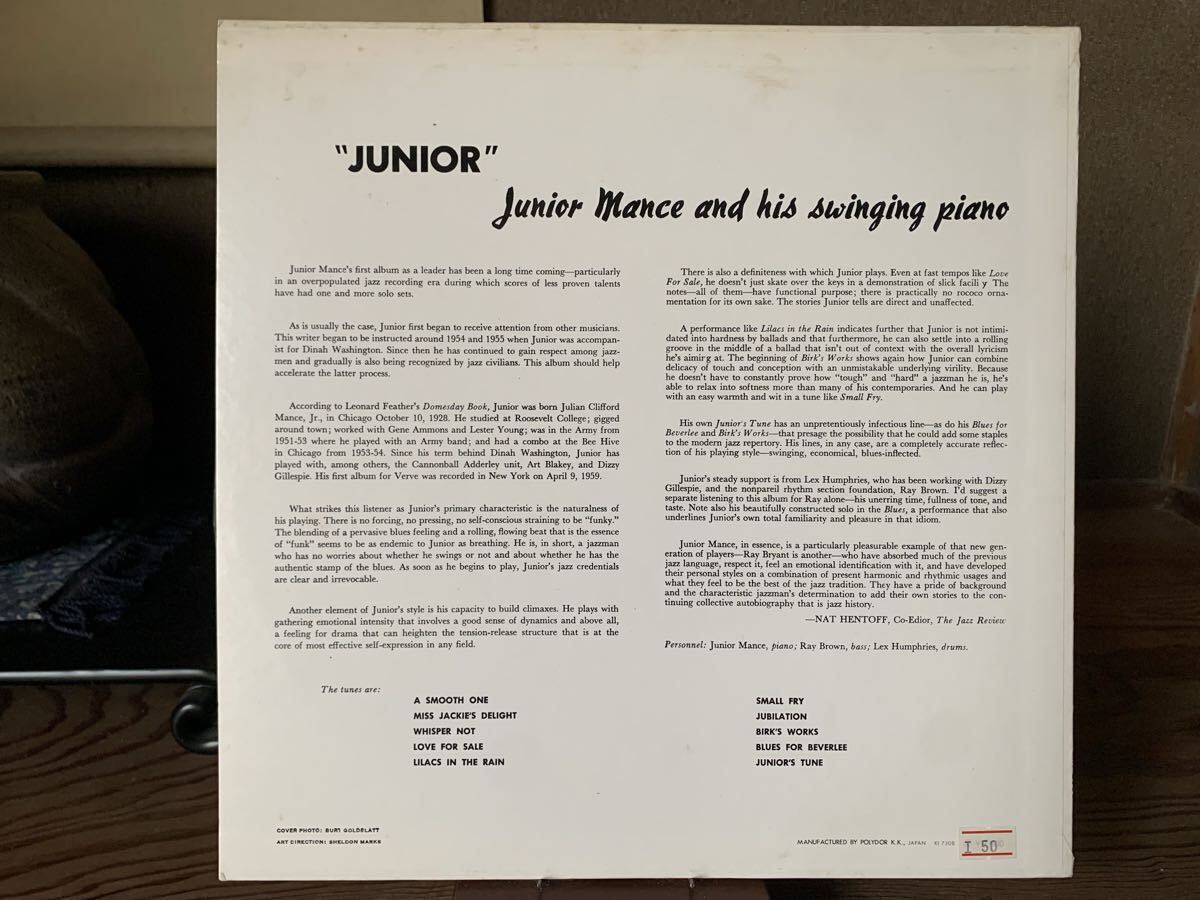 "JUNIOR"
Junior Mance and his swinging piano
Junior Mance's first album as a leader has been a long time coming—particularly
in an overpopulated jazz recording era during which scores of less proven talents
have had one and more solo sets.
As is usually the case, Junior first began to receive attention from other musicians.
This writer began to be instructed around 1954 and 1955 when Junior was accompan-
ist for Dinah Washington. Since then he has continued to gain respect among jazz-
men and gradually is also being recognized by jazz civilians. This album should help
accelerate the latter process.
According to Leonard Feather's Domesday Book, Junior was born Julian Clifford
Mance, Jr., in Chicago October 10, 1928. He studied at Roosevelt College; gigged
around town; worked with Gene Ammons and Lester Young; was in the Army from
1951-53 where he played with an Army band; and had a combo at the Bee Hive
in Chicago from 1953-54. Since his term behind Dinah Washington, Junior has
played with, among others, the Cannonball Adderley unit, Art Blakey, and Dizzy
Gillespie. His first album for Verve was recorded in New York on April 9, 1959.
What strikes this listener as Junior's primary characteristic is the naturalness of
his playing. There is no forcing, no pressing, no self-conscious straining to be "funky."
The blending of a pervasive blues feeling and a rolling, flowing beat that is the essence
of "funk" seems to be as endemic to Junior as breathing. He is, in short, a jazzman
who has no worries about whether he swings or not and about whether he has the
authentic stamp of the blues. As soon as he begins to play, Junior's jazz credentials
are clear and irrevocable.
Another element of Junior's style is his capacity to build climaxes. He plays with
gathering emotional intensity that involves a good sense of dynamics and above all,
a feeling for drama that can heighten the tension-release structure that is at the
core of most effective self-expression in any field.
There is also a definiteness with which Junior plays. Even at fast tempos like Love
For Sale, he doesn't just skate over the keys in a demonstration of slick facili y The
notes—all of them—have functional purpose; there is practically no rococo orna-
mentation for its own sake. The stories Junior tells are direct and unaffected.
A performance like Lilacs in the Rain indicates further that Junior is not intimi-
dated into hardness by ballads and that furthermore, he can also settle into a rolling
groove in the middle of a ballad that isn't out of context with the overall lyricism
he's aiming at. The beginning of Birk's Works shows again how Junior can combine
delicacy of touch and conception with an unmistakable underlying virility. Because
he doesn't have to constantly prove how "tough" and "hard" a jazzman he is, he's
able to relax into softness more than many of his contemporaries. And he can play
with an easy warmth and wit in a tune like Small Fry.
His own Junior's Tune has an unpretentiously infectious line—as do his Blues for
Beverlee and Birk's Works—that presage the possibility that he could add some staples
to the modern jazz repertory. His lines, in any case, are a completely accurate reflec-
tion of his playing style—swinging, economical, blues-inflected.
Junior's steady support is from Lex Humphries, who has been working with Dizzy
Gillespie, and the nonpareil rhythm section foundation, Ray Brown. I'd suggest a
separate listening to this album for Ray alone—his unerring time, fullness of tone, and
taste. Note also his beautifully constructed solo in the Blues, a performance that also
underlines Junior's own total familiarity and pleasure in that idiom.
Junior Mance, in essence, is a particularly pleasurable example of that new gen-
eration of players—Ray Bryant is another—who have absorbed much of the previous
jazz language, respect it, feel an emotional identification with it, and have developed
their personal styles on a combination of present harmonic and rhythmic usages and
what they feel to be the best of the jazz tradition. They have a pride of background
and the characteristic jazzman's determination to add their own stories to the con-
tinuing collective autobiography that is jazz history.
—NAT HENTOFF, Co-Edior, The Jazz Review
Personnel: Junior Mance, piano; Ray Brown, bass; Lex Humphries, drums.
The tunes are:
A SMOOTH ONE
MISS JACKIE'S DELIGHT
WHISPER NOT
LOVE FOR SALE
LILACS IN THE RAIN
SMALL FRY
JUBILATION
BIRK'S WORKS
BLUES FOR BEVERLEE
JUNIOR'S TUNE
COVER PHOTO: BURT GOLDBLATT
ART DIRECTION: SHELDON MARKS
MANUFACTURED BY POLYDOR K.K., JAPAN KI 7308
I 50